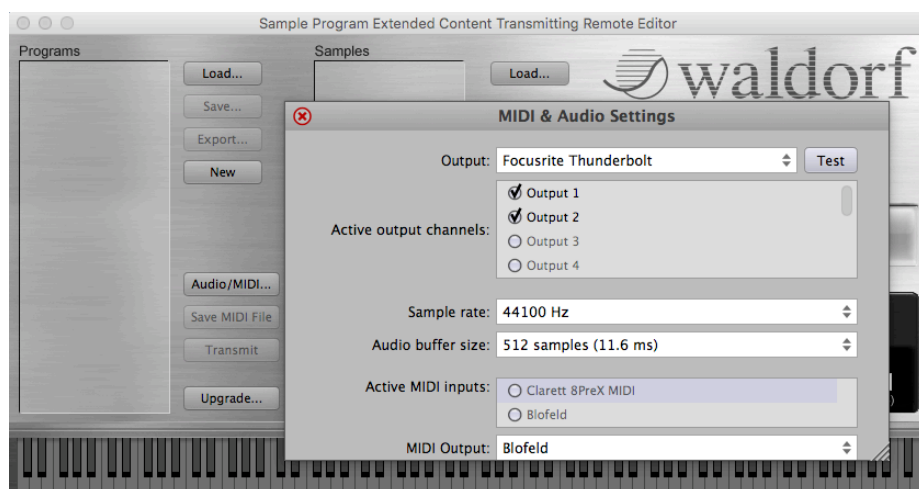 Sample Program Extended Content Transmitting Remote Editor
Programs
Samples
Load...
Load...
waldorf
Save...
Export...
New
Audio/MIDI...
Save MIDI File
Transmit
Upgrade...
MIDI & Audio Settings
Output: Focusrite Thunderbolt Test
Active output channels:
Output 1
Output 2
Output 3
Output 4
Sample rate: 44100 Hz
Audio buffer size: 512 samples (11.6 ms)
Active MIDI inputs:
Clarett 8PreX MIDI
Blofeld
MIDI Output: Blofeld